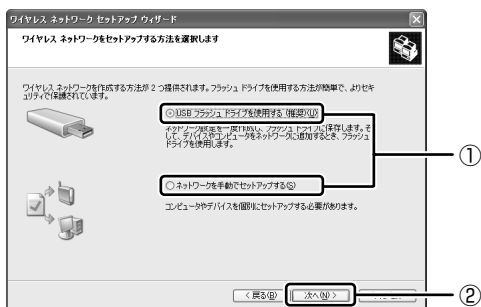 ワイヤレス ネットワーク セットアップ ウィザード
ワイヤレス ネットワークをセットアップする方法を選択します
ワイヤレス ネットワークを作成する方法が 2 つ提供されます。フラッシュ ドライブを使用する方法が簡単で、よりセキ
ュリティで保護されています。
USB フラッシュ ドライブを使用する (推奨)(U)
ネットワーク設定を一度作成し、フラッシュ ドライブに保存します。そ
して、デバイスやコンピュータをネットワークに追加するとき、フラッシュ
ドライブを使用します。
①
ネットワークを手動でセットアップする(S)
コンピュータやデバイスを個別にセットアップする必要があります。
< 戻る(B)
次へ(N) >
②